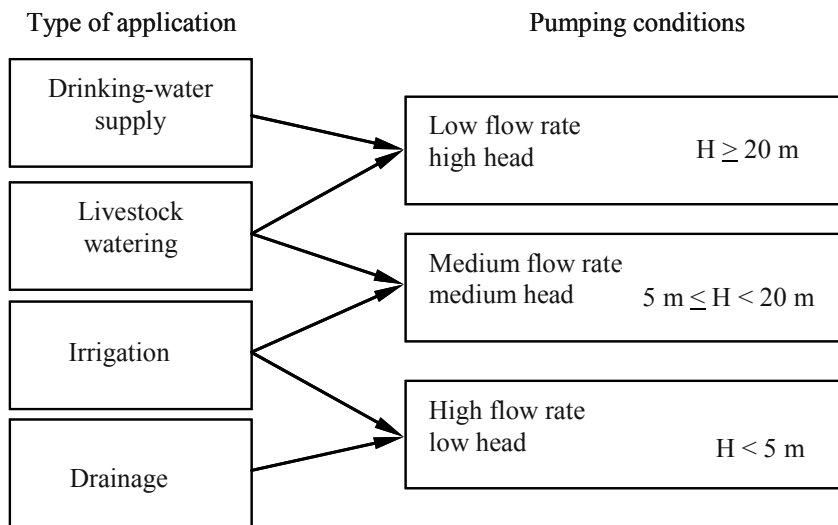 Type of application
Pumping conditions
Drinking-water
supply
Livestock
watering
Irrigation
Drainage
Low flow rate
high head
H ≥ 20 m
Medium flow rate
medium head
5 m ≤ H < 20 m
High flow rate
low head
H < 5 m